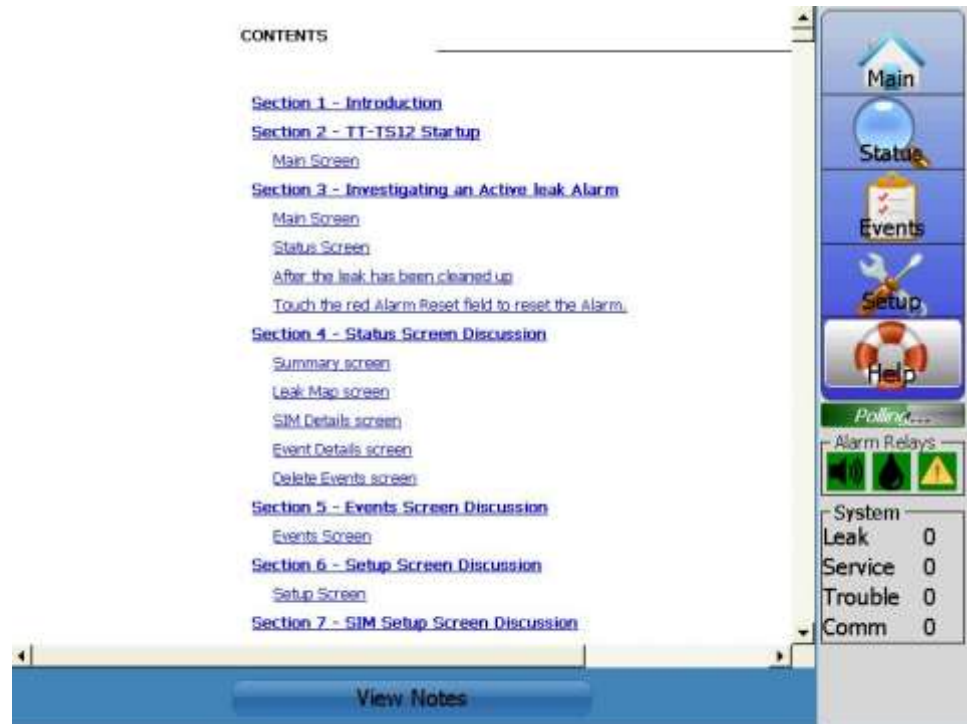 CONTENTS
Section 1 - Introduction
Section 2 - TT-TS12 Startup
Main Screen
Section 3 - Investigating an Active leak Alarm
Main Screen
Status Screen
After the leak has been cleaned up
Touch the red Alarm Reset field to reset the Alarm.
Section 4 - Status Screen Discussion
Summary screen
Leak Map screen
SIM Details screen
Event Details screen
Delete Events screen
Section 5 - Events Screen Discussion
Events Screen
Section 6 - Setup Screen Discussion
Setup Screen
Section 7 - SIM Setup Screen Discussion
View Notes
Main
Status
Events
Setup
Help
Polling...
Alarm Relays
System
Leak 0
Service 0
Trouble 0
Comm 0